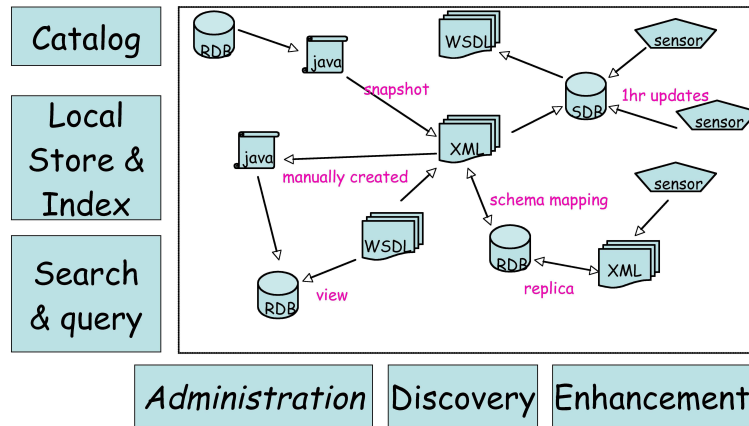 Catalog
Local
Store &
Index
Search
& query
RDB
java
snapshot
WSDL
sensor
SDB
1hr updates
sensor
XML
java
manually created
sensor
schema mapping
WSDL
RDB
XML
RDB
view
replica
Administration
Discovery
Enhancement